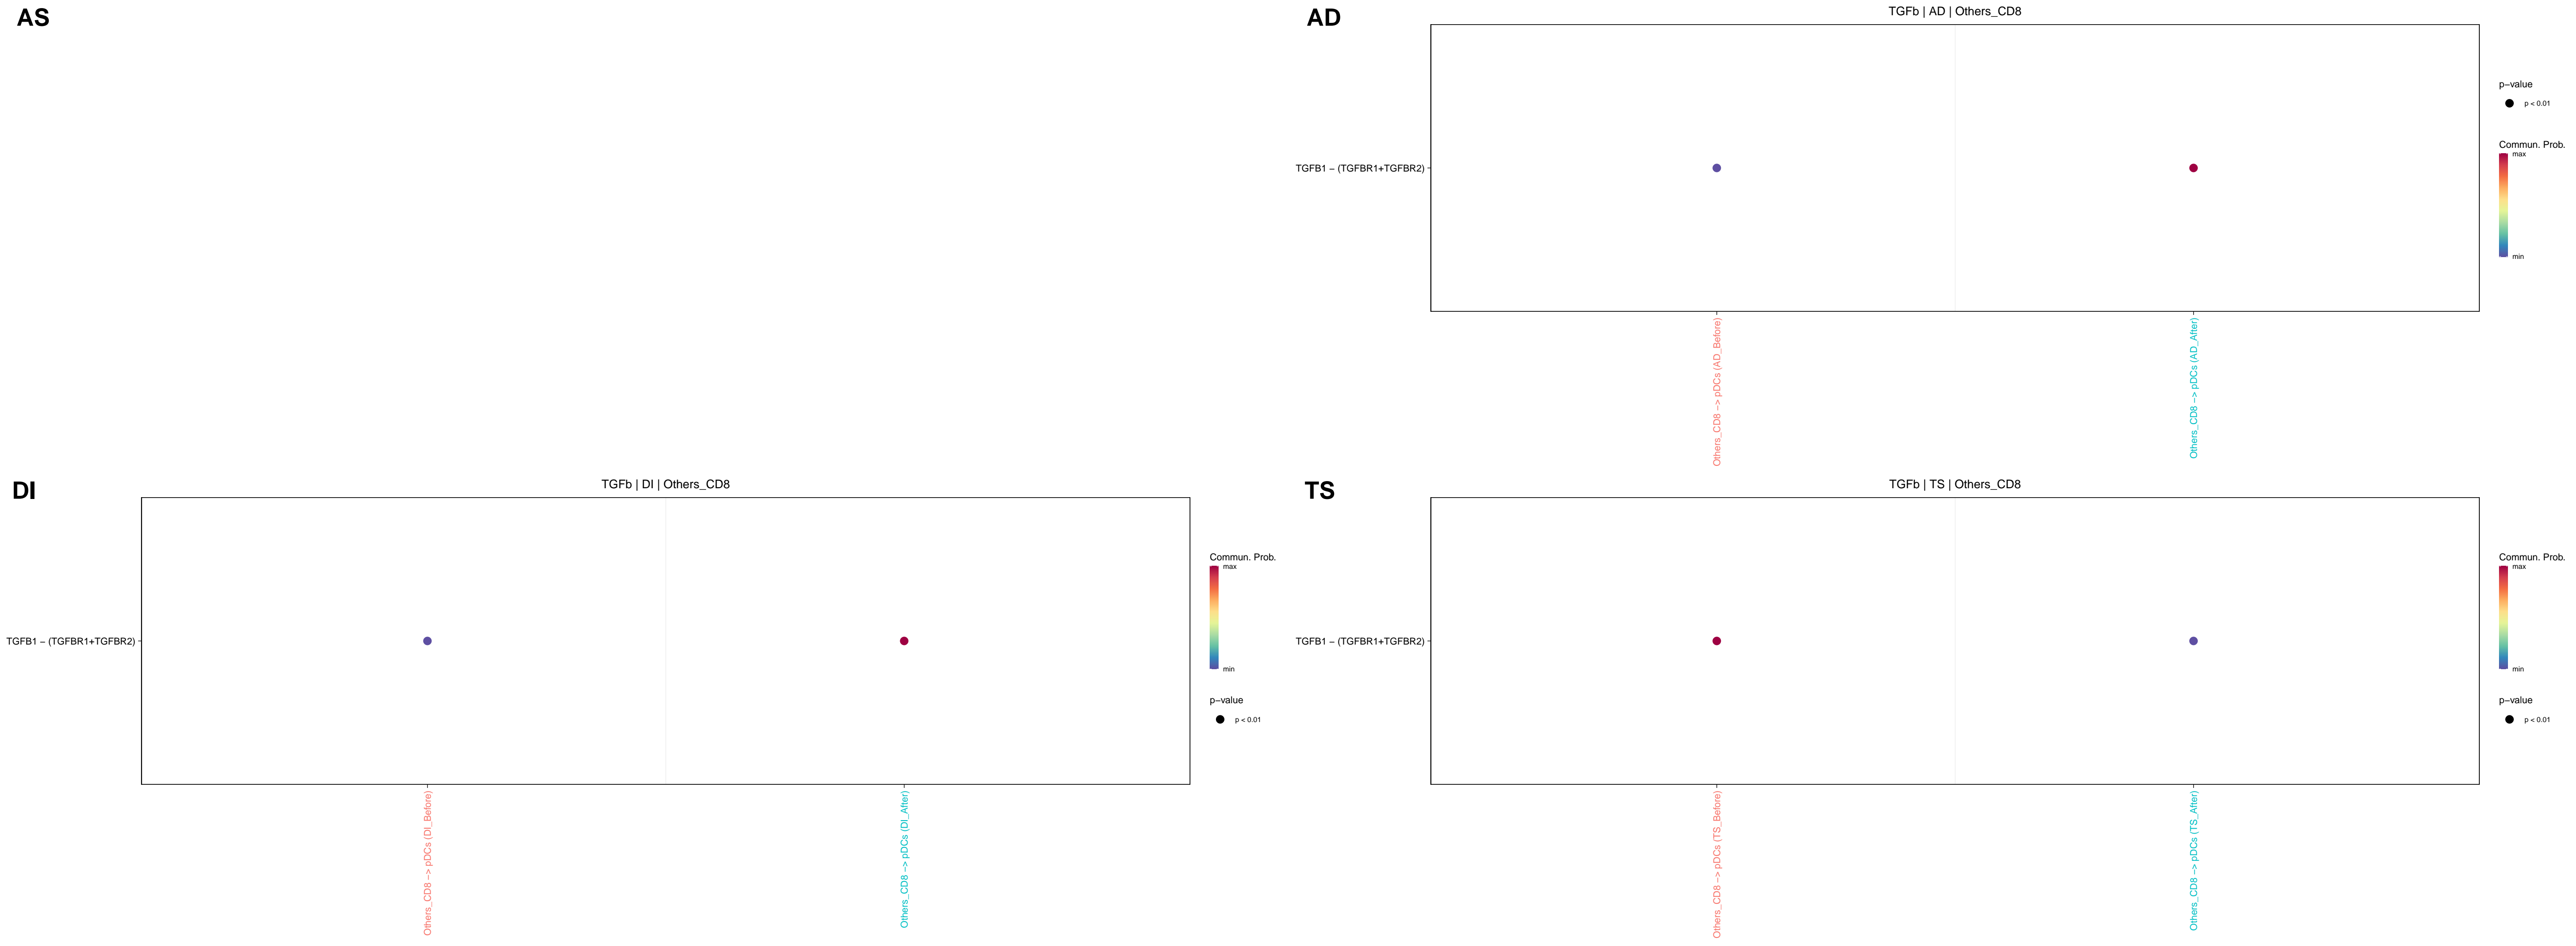 AS
AD
TGFb | AD | Others_CD8
TGFB1 − (TGFBR1+TGFBR2)
Others_CD8 −> pDCs (AD_Before)
Others_CD8 −> pDCs (AD_After)
p−value
p < 0.01
Commun. Prob.
max
min
DI
TGFb | DI | Others_CD8
TGFB1 − (TGFBR1+TGFBR2)
Others_CD8 −> pDCs (DI_Before)
Others_CD8 −> pDCs (DI_After)
Commun. Prob.
max
min
p−value
p < 0.01
TS
TGFb | TS | Others_CD8
TGFB1 − (TGFBR1+TGFBR2)
Others_CD8 −> pDCs (TS_Before)
Others_CD8 −> pDCs (TS_After)
Commun. Prob.
max
min
p−value
p < 0.01